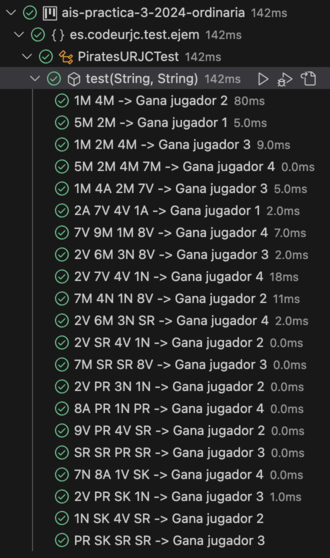 ais-practica-3-2024-ordinaria 142ms
{} es.codeurjc.test.ejem 142ms
PiratesURJCTest 142ms
test(String, String) 142ms
1M 4M -> Gana jugador 2 80ms
5M 2M -> Gana jugador 1 5.0ms
1M 2M 4M -> Gana jugador 3 9.0ms
5M 2M 4M 7M -> Gana jugador 4 0.0ms
1M 4A 2M 7V -> Gana jugador 3 5.0ms
2A 7V 4V 1A -> Gana jugador 1 2.0ms
7V 9M 1M 8V -> Gana jugador 4 7.0ms
2V 6M 3N 8V -> Gana jugador 3 2.0ms
2V 7V 4V 1N -> Gana jugador 4 18ms
7M 4N 1N 8V -> Gana jugador 2 11ms
2V 6M 3N SR -> Gana jugador 4 2.0ms
2V SR 4V 1N -> Gana jugador 2 0.0ms
7M SR SR 8V -> Gana jugador 3 0.0ms
2V PR 3N 1N -> Gana jugador 2 0.0ms
8A PR 1N PR -> Gana jugador 4 0.0ms
9V PR 4V SR -> Gana jugador 2 0.0ms
SR SR PR SR -> Gana jugador 3 0.0ms
7N 8A 1V SK -> Gana jugador 4 0.0ms
2V PR SK 1N -> Gana jugador 3 1.0ms
1N SK 4V SR -> Gana jugador 2
PR SK SR SR -> Gana jugador 3